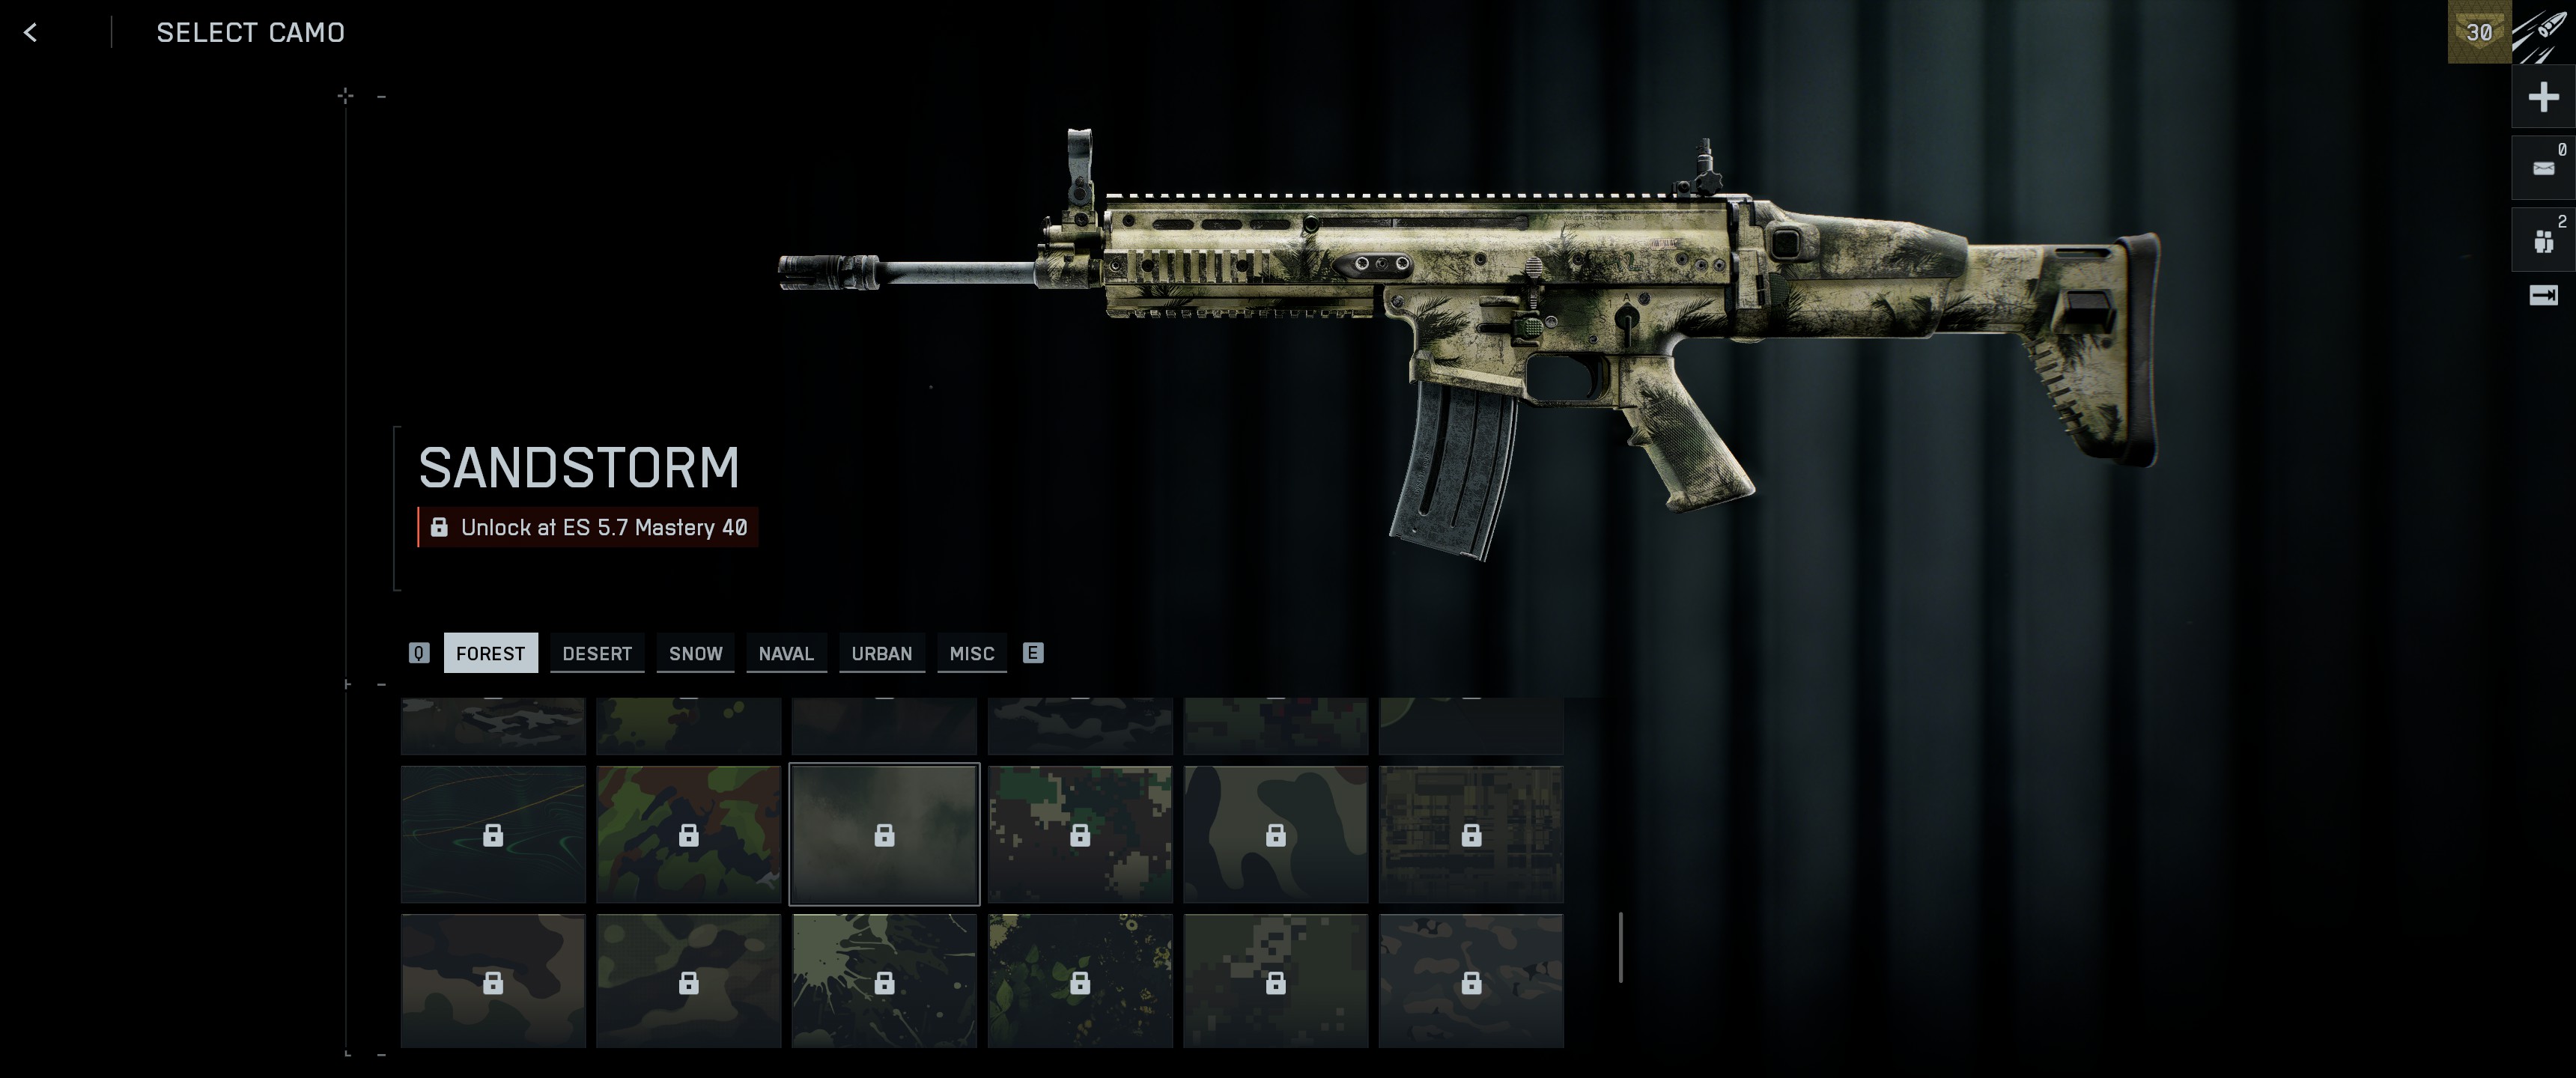 SELECT CAMO
30
0
2
SANDSTORM
Unlock at ES 5.7 Mastery 40
Q
FOREST
DESERT
SNOW
NAVAL
URBAN
MISC
E
A